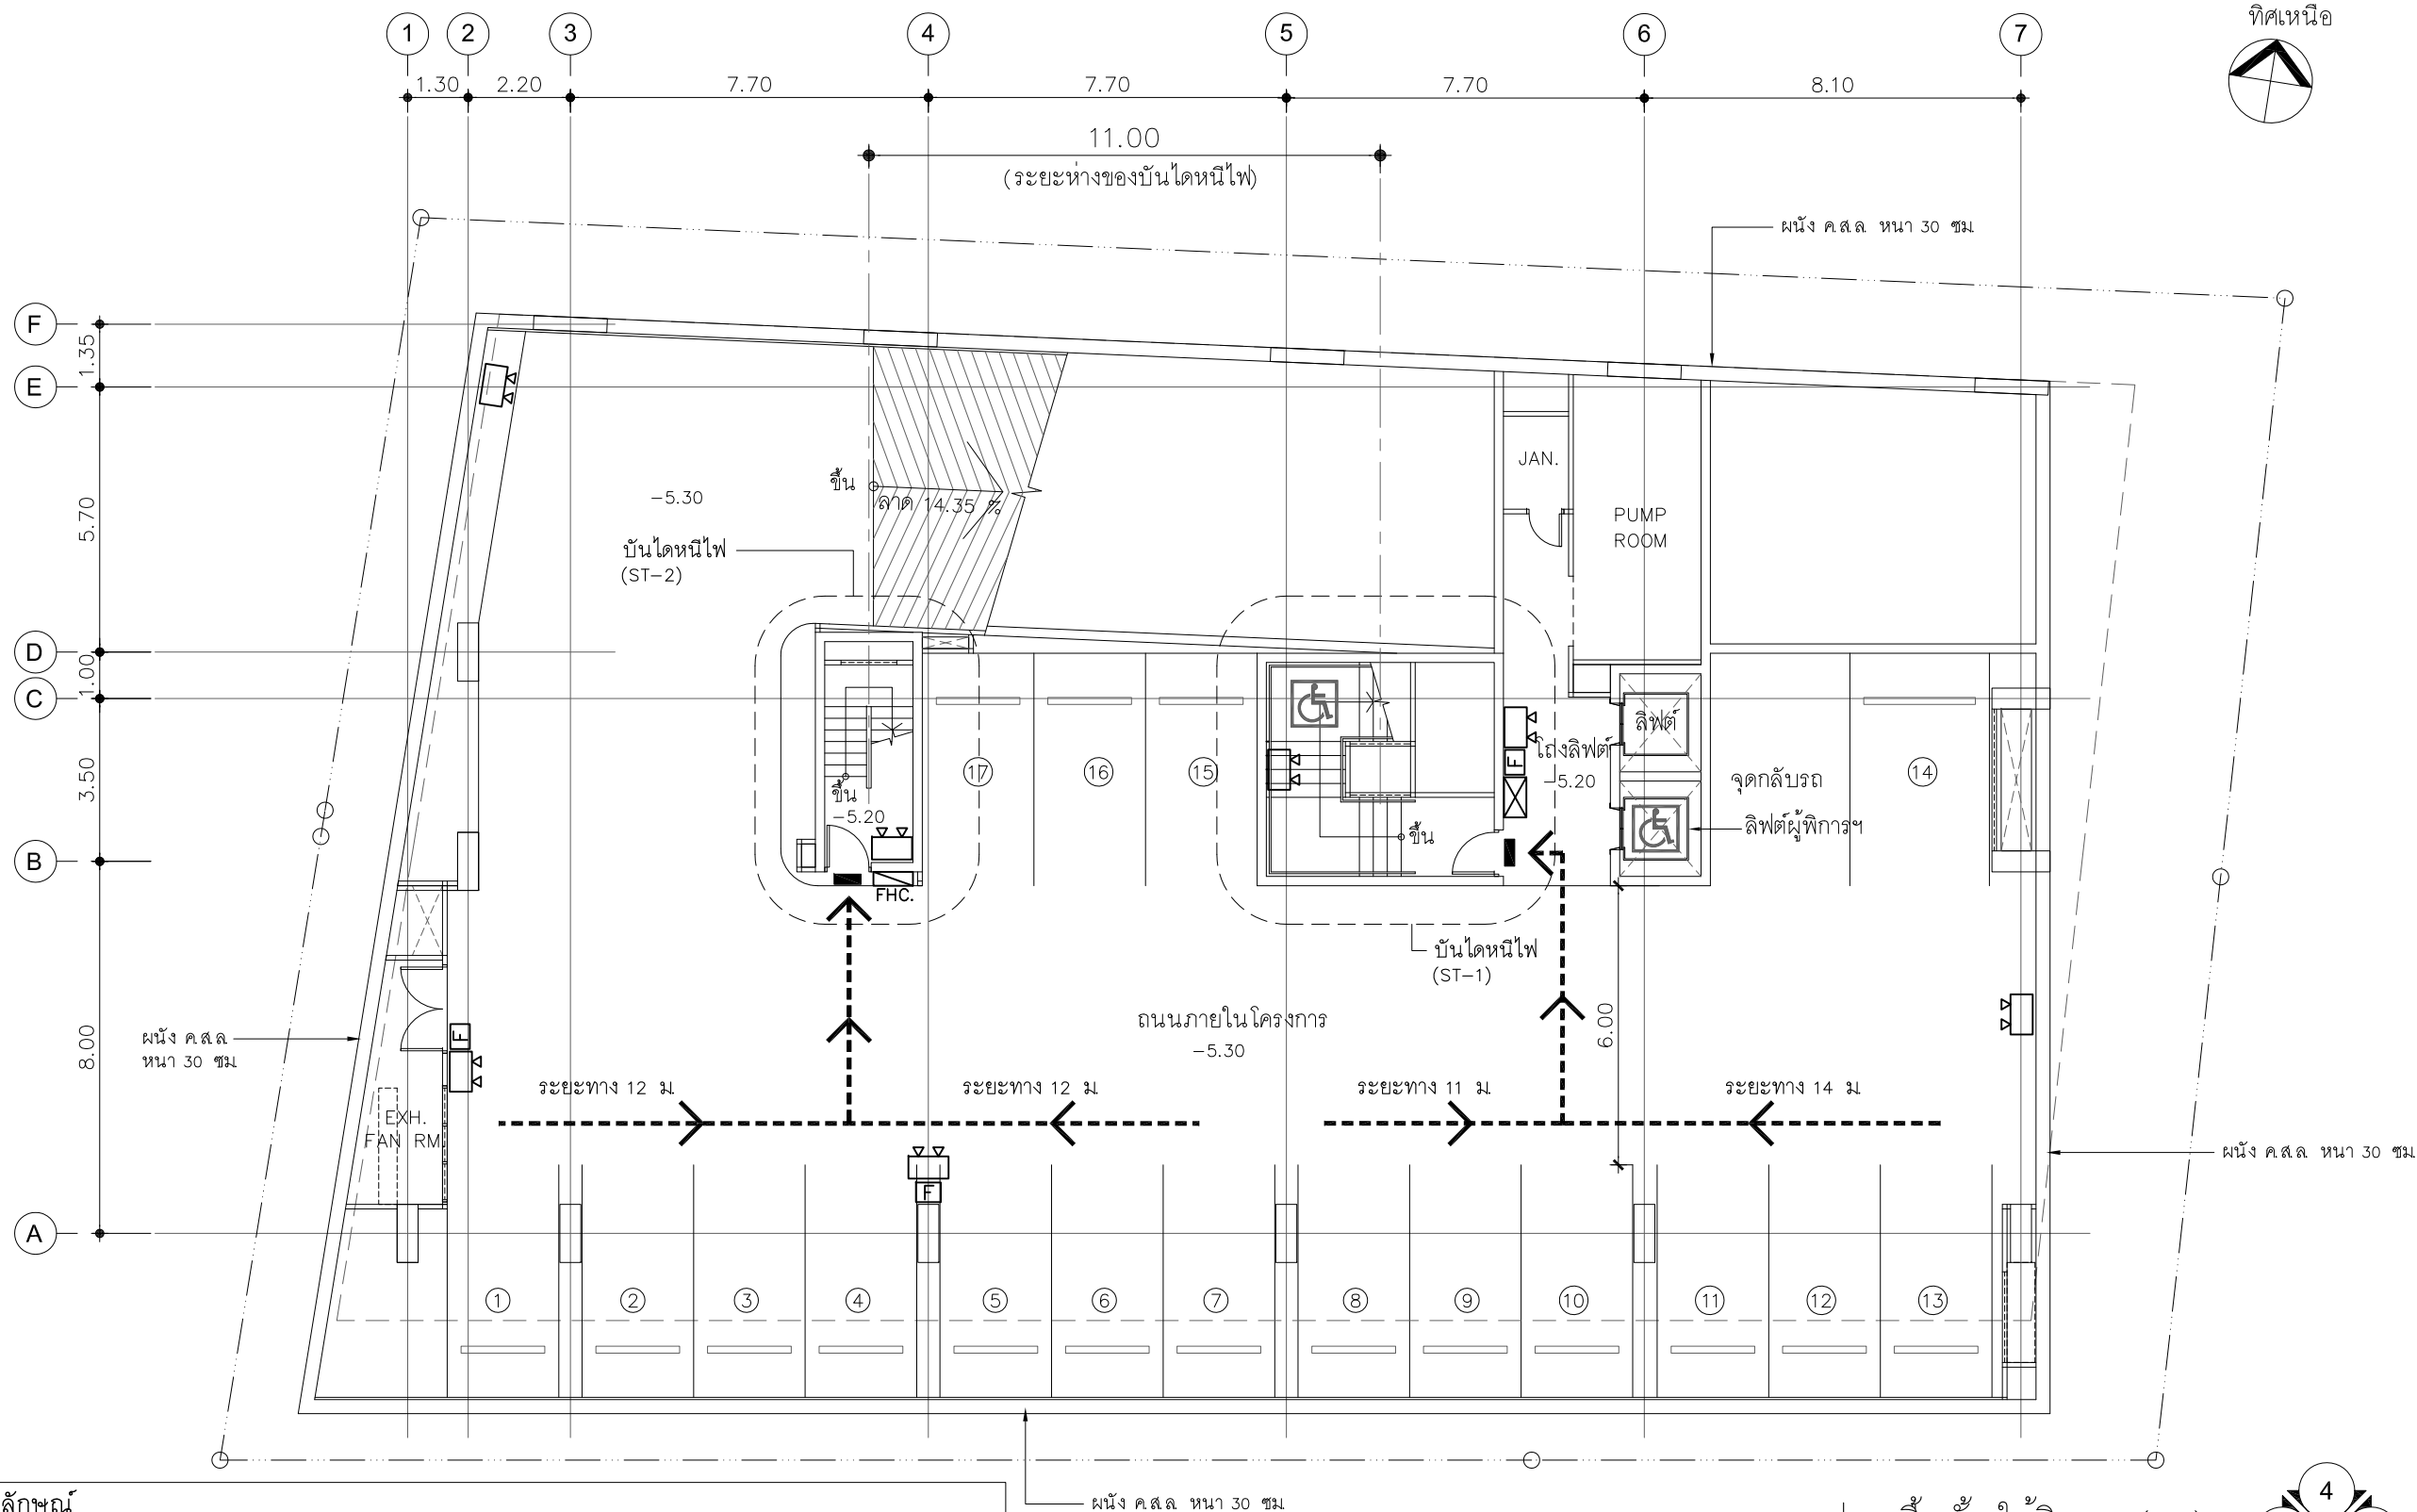 ทิศเหนือ
1 2 3 4 5 6 7
1.30 2.20 7.70 7.70 7.70 8.10
11.00
(ระยะห่างของบันไดหนีไฟ)
ผนัง ค.ส.ล. หนา 30 ซม.
F
1.35
E
5.70
D
1.00
C
3.50
B
8.00
A
JAN.
PUMP
ROOM
ขึ้น
ลาด 14.35 %
-5.30
บันไดหนีไฟ
(ST-2)
ลิฟต์
โถงลิฟต์
-5.20
F
17 16 15 14
จุดกลับรถ
ลิฟต์ผู้พิการฯ
ขึ้น
-5.20
ขึ้น
FHC.
บันไดหนีไฟ
(ST-1)
ถนนภายในโครงการ
-5.30
6.00
ผนัง ค.ส.ล.
หนา 30 ซม.
F
EXH.
FAN RM.
ระยะทาง 12 ม. ระยะทาง 12 ม. ระยะทาง 11 ม. ระยะทาง 14 ม.
ผนัง ค.ส.ล. หนา 30 ซม.
F
1 2 3 4 5 6 7 8 9 10 11 12 13
ผนัง ค.ส.ล. หนา 30 ซม.
ลักษณ์
4